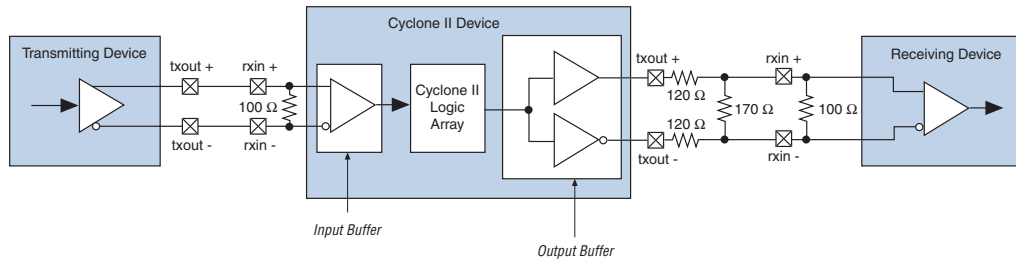 Cyclone II Device
Transmitting Device
Receiving Device
txout +
rxin +
txout +
rxin +
100 Ω
Cyclone II
Logic
Array
120 Ω
170 Ω
100 Ω
120 Ω
txout -
rxin -
txout -
rxin -
Input Buffer
Output Buffer